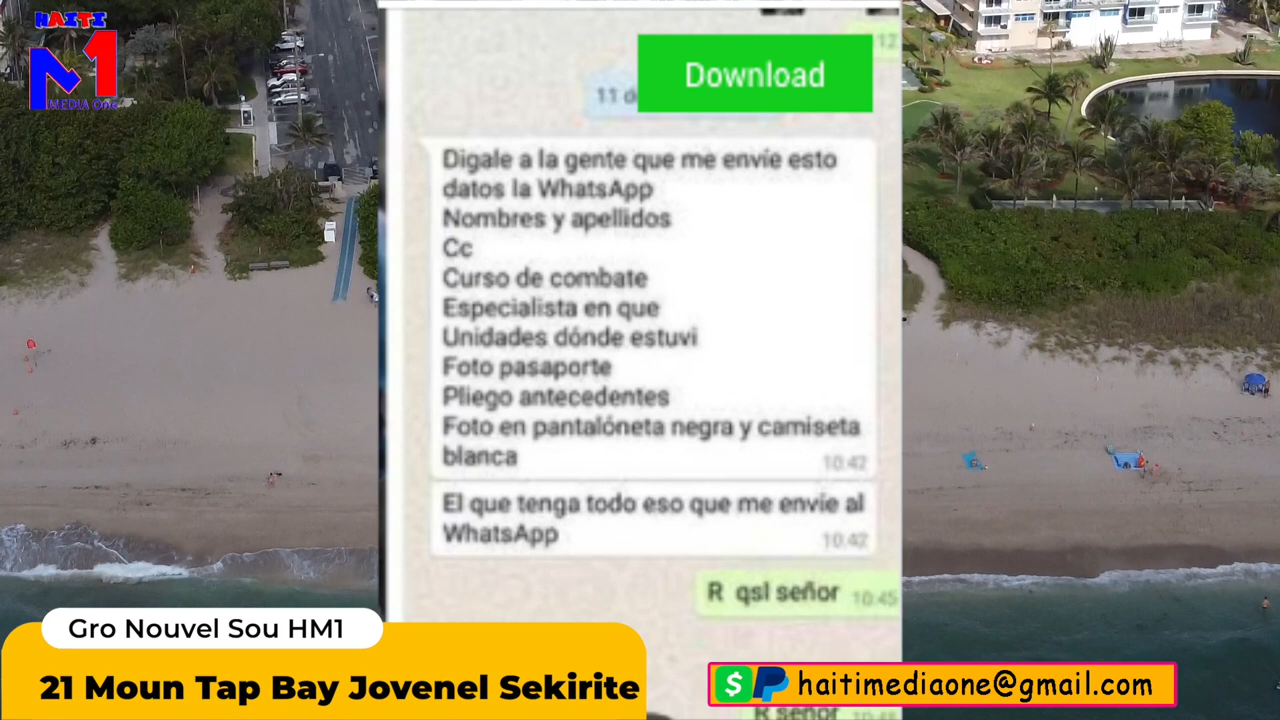 HAITI
M1
MEDIA One
Download
11 d
Digale a la gente que me envíe esto
datos la WhatsApp
Nombres y apellidos
Cc
Curso de combate
Especialista en que
Unidades dónde estuvi
Foto pasaporte
Pliego antecedentes
Foto en pantalóneta negra y camiseta
blanca
10:42
El que tenga todo eso que me envíe al
WhatsApp
10:42
R qsl señor 10:45
R señor
Gro Nouvel Sou HM1
21 Moun Tap Bay Jovenel Sekirite
$ haitimediaone@gmail.com